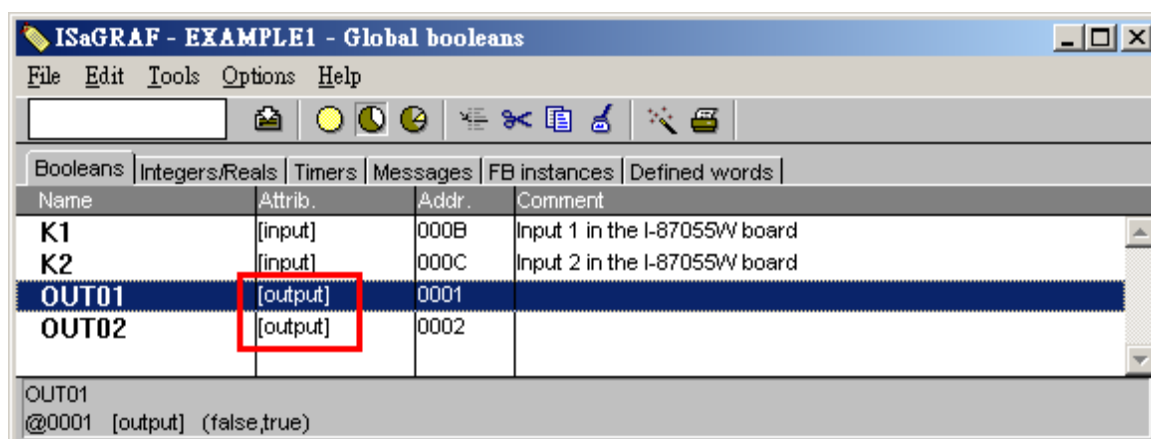 ISaGRAF - EXAMPLE1 - Global booleans
File Edit Tools Options Help
Booleans Integers/Reals Timers Messages FB instances Defined words
Name Attrib. Addr. Comment
K1 [input] 000B Input 1 in the I-87055W board
K2 [input] 000C Input 2 in the I-87055W board
OUT01 [output] 0001
OUT02 [output] 0002
OUT01
@0001 [output] (false,true)